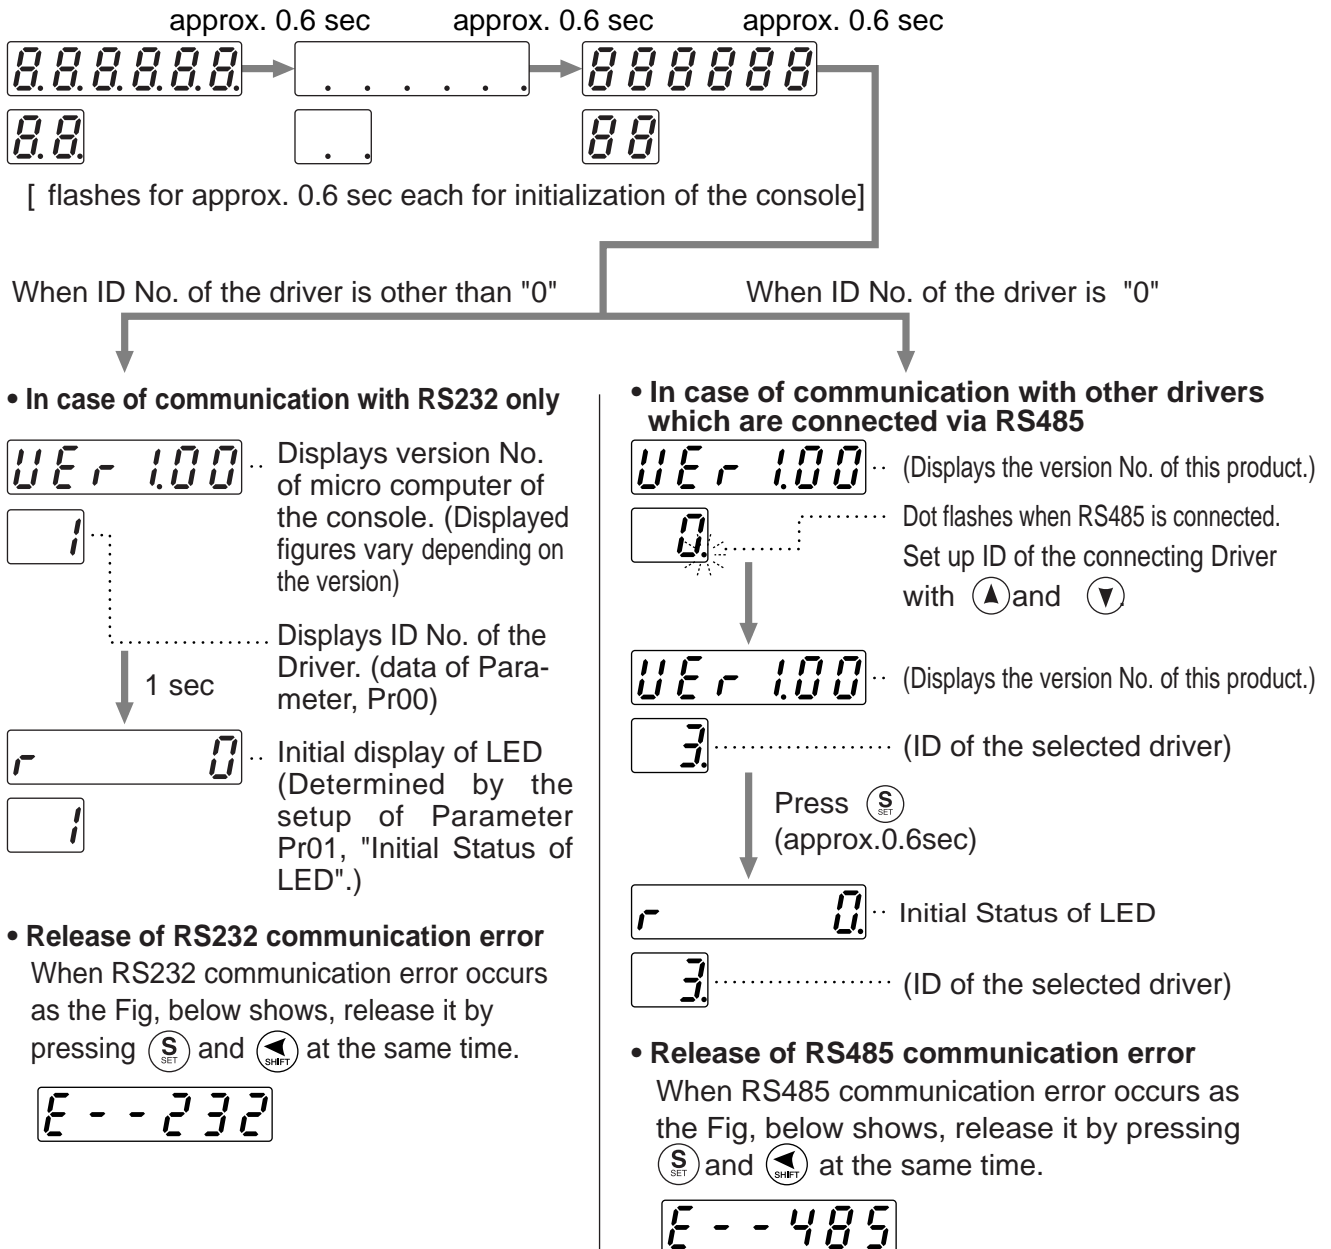 approx. 0.6 sec approx. 0.6 sec approx. 0.6 sec
8.8.8.8.8.8. . . . . . . 888888
8.8. . . 88
[ flashes for approx. 0.6 sec each for initialization of the console]
When ID No. of the driver is other than "0"
When ID No. of the driver is "0"
• In case of communication with RS232 only
UEr 1.00
Displays version No.
of micro computer of
the console. (Displayed
figures vary depending on
the version)
1
Displays ID No. of the
Driver. (data of Para-
meter, Pr00)
1 sec
r 0
Initial display of LED
(Determined by the
setup of Parameter
Pr01, "Initial Status of
LED".)
1
• Release of RS232 communication error
When RS232 communication error occurs
as the Fig, below shows, release it by
pressing S SET and SHIFT at the same time.
E--232
• In case of communication with other drivers
which are connected via RS485
UEr 1.00
(Displays the version No. of this product.)
0.
Dot flashes when RS485 is connected.
Set up ID of the connecting Driver
with and .
UEr 1.00
(Displays the version No. of this product.)
3.
(ID of the selected driver)
Press S SET
(approx.0.6sec)
r 0.
Initial Status of LED
3.
(ID of the selected driver)
• Release of RS485 communication error
When RS485 communication error occurs as
the Fig, below shows, release it by pressing
S SET and SHIFT at the same time.
E--485